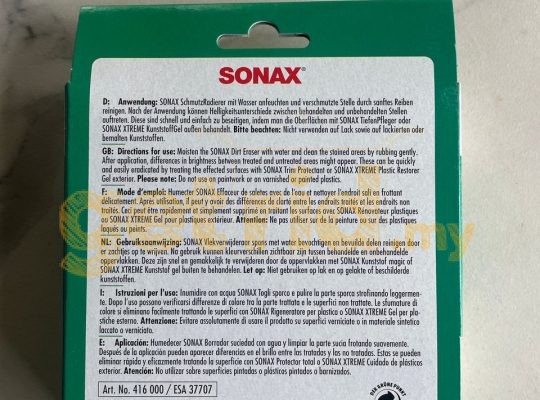 SONAX®
D: Anwendung: SONAX SchmutzRadierer mit Wasser anfeuchten und verschmutzte Stelle durch sanftes Reiben
reinigen. Nach der Anwendung können Helligkeitsunterschiede zwischen behandelten und unbehandelten Stellen
auftreten. Diese sind schnell und einfach zu beseitigen, indem man die Oberflächen mit SONAX TiefenPfleger oder
SONAX XTREME KunststoffGel außen behandelt. Bitte beachten: Nicht verwenden auf Lack sowie auf lackierten oder
bemalten Kunststoffen.
GB: Directions for use: Moisten the SONAX Dirt Eraser with water and clean the stained areas by rubbing gently.
After application, differences in brightness between treated and untreated areas might appear. These can be quickly
and easily eradicated by treating the effected surfaces with SONAX Trim Protectant or SONAX XTREME Plastic Restorer
Gel exterior. Please note: Do not use on paintwork or on varnished or painted plastics.
F: Mode d'emploi: Humecter SONAX Effaceur de saletes avec de l'eau et nettoyer l'endroit sali en frottant
délicatement. Après utilisation, il peut y avoir des différences de clarté entre les endroits traités et les endroits non
traités. Ceci peut être rapidement et simplement supprimé en traitant les surfaces avec SONAX Rénovateur plastiques
ou SONAX XTREME Gel pour plastiques extérieur. Attention: Ne pas utiliser sur de la peinture ou sur des plastiques
laqués ou peints.
NL: Gebruiksaanwijzing: SONAX Vlekverwijderaar spons met water bevochtigen en bevuilde delen reinigen door
er zachtjes op te wrijven. Na gebruik kunnen kleurverschillen zichtbaar zijn tussen behandelde en onbehandelde
oppervlakken. Deze zijn snel en gemakkelijk te verwijderen door de oppervlakken met SONAX Kunststof magic of
SONAX XTREME Kunststof gel buiten te behandelen. Let op: Niet gebruiken op lak en op gelakte of beschilderde
kunststoffen.
I: Istruzioni per l'uso: Inumidire con acqua SONAX Togli sporco e pulire la parte sporca strofinando leggermen-
te. Dopo l'uso possono verificarsi differenze di colore tra la parte trattata e le superfici non trattate. Le sfumature di
colore si eliminano facilmente trattando le superfici con SONAX Rigeneratore per plastica o SONAX XTREME Gel per pla-
stiche esterno. Attenzione: Evitare assolutamente di usare il prodotto su superfici verniciate o in materiale sintetico
laccato o verniciato.
E: Aplicación: Humedecer SONAX Borrador suciedad con agua y limpiar la parte sucia frotando suavemente.
Después de la aplicación pueden aparecer diferencias en el brillo entre las tratadas y las no tratadas. Estas se pueden
eliminar rápida y eficazmente tratando la superficie con SONAX Protector total o SONAX XTREME Cuidado de plásticos
exterior. Atención: No utilizar sobre superficies pintadas o plásticos pintados o barnizados.
Art. No. 416 000 / ESA 37707
DER GRÜNE PUNKT